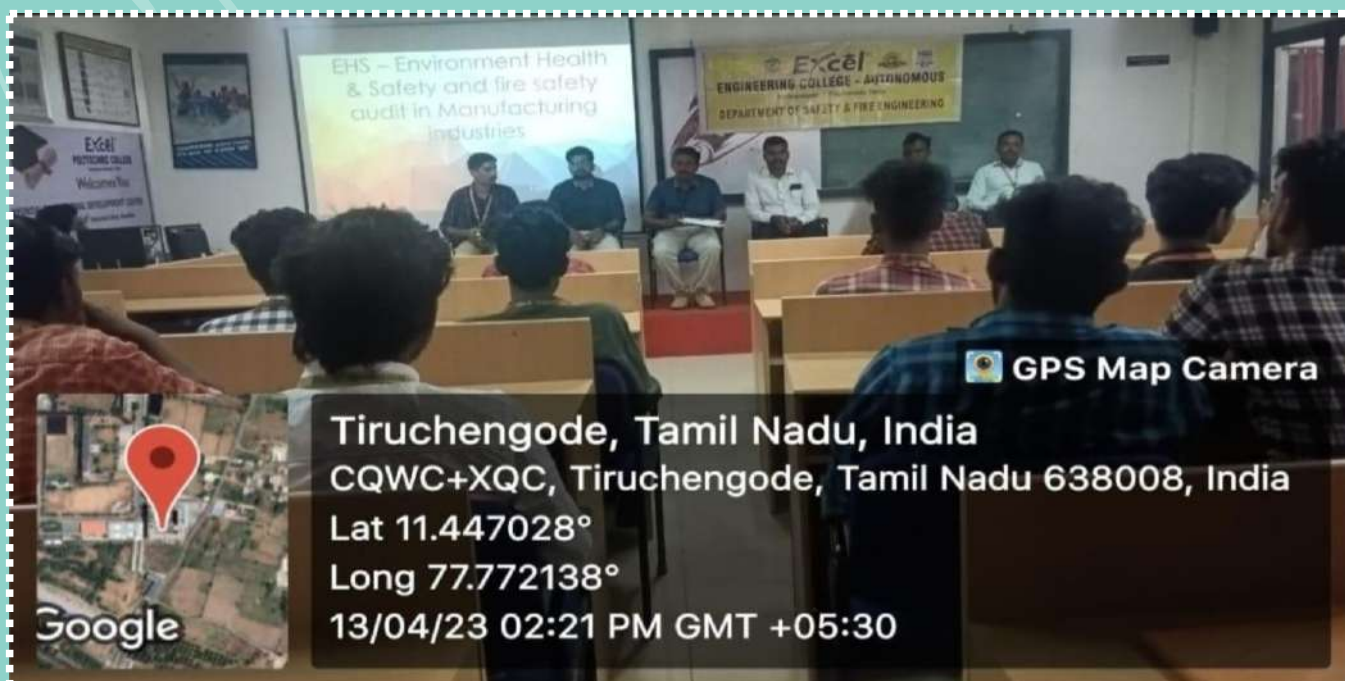 EHS – Environment Health
& Safety and fire safety
audit in Manufacturing
industries
Excel
ENGINEERING COLLEGE - AUTONOMOUS
DEPARTMENT OF SAFETY & FIRE ENGINEERING
Excel
POLYTECHNIC COLLEGE
Welcomes You
DEVELOPMENT CENTER
GPS Map Camera
Tiruchengode, Tamil Nadu, India
CQWC+XQC, Tiruchengode, Tamil Nadu 638008, India
Lat 11.447028°
Long 77.772138°
13/04/23 02:21 PM GMT +05:30
Google